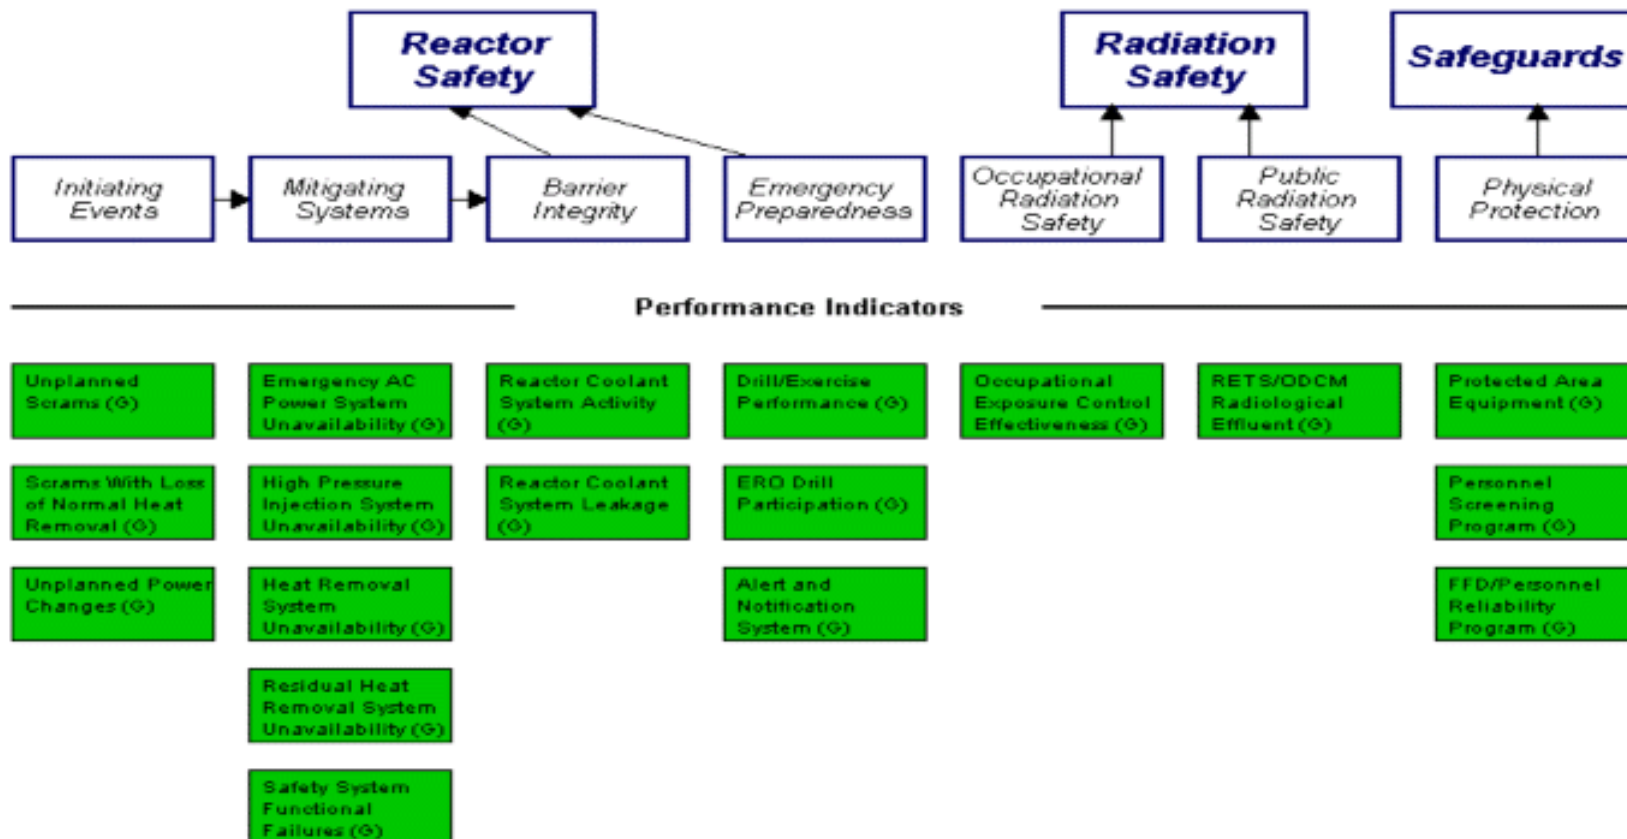 Reactor
Safety
Radiation
Safety
Safeguards
Initiating
Events
Mitigating
Systems
Barrier
Integrity
Emergency
Preparedness
Occupational
Radiation
Safety
Public
Radiation
Safety
Physical
Protection
Performance Indicators
Unplanned
Scrams (G)
Emergency AC
Power System
Unavailability (G)
Reactor Coolant
System Activity
(G)
Drill/Exercise
Performance (G)
Occupational
Exposure Control
Effectiveness (G)
RETS/ODCM
Radiological
Effluent (G)
Protected Area
Equipment (G)
Scrams With Loss
of Normal Heat
Removal (G)
High Pressure
Injection System
Unavailability (G)
Reactor Coolant
System Leakage
(G)
ERO Drill
Participation (G)
Personnel
Screening
Program (G)
Unplanned Power
Changes (G)
Heat Removal
System
Unavailability (G)
Alert and
Notification
System (G)
FFD/Personnel
Reliability
Program (G)
Residual Heat
Removal System
Unavailability (G)
Safety System
Functional
Failures (G)